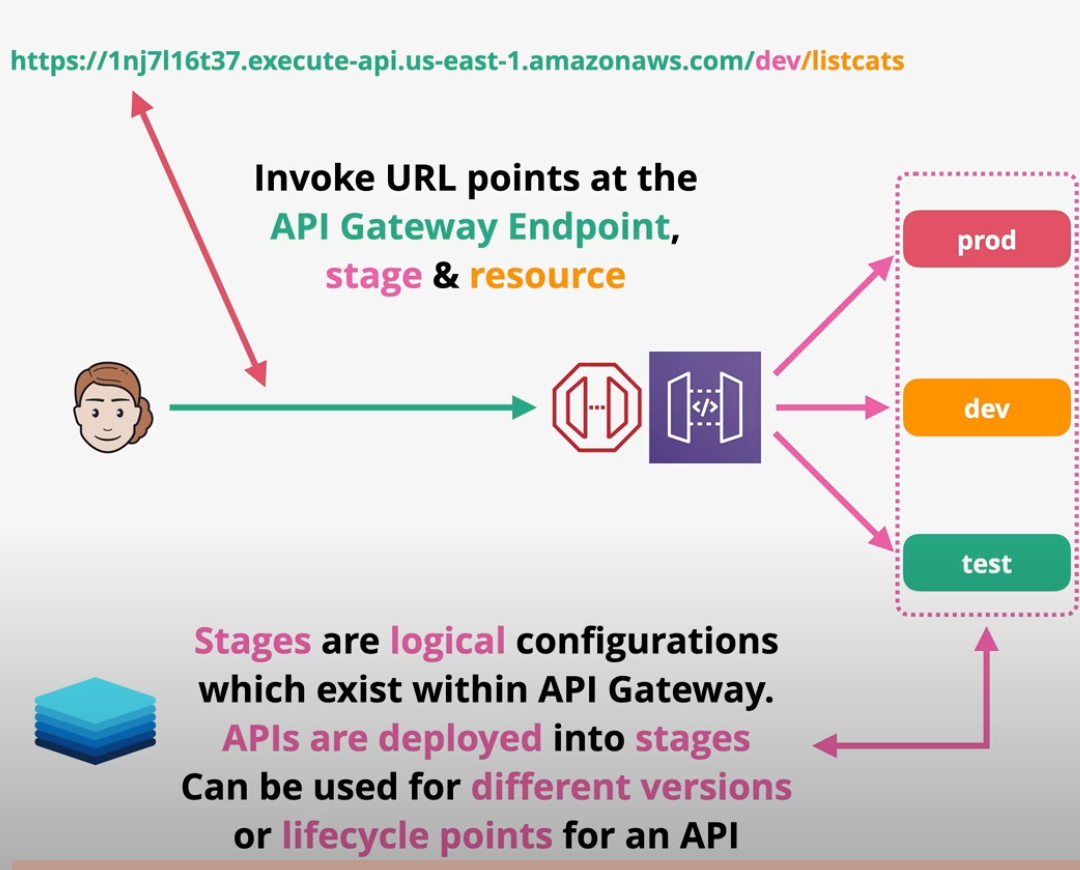 https://1nj7l16t37.execute-api.us-east-1.amazonaws.com/dev/listcats
Invoke URL points at the
API Gateway Endpoint,
stage & resource
prod
</>
dev
test
Stages are logical configurations
which exist within API Gateway.
APIs are deployed into stages
Can be used for different versions
or lifecycle points for an API